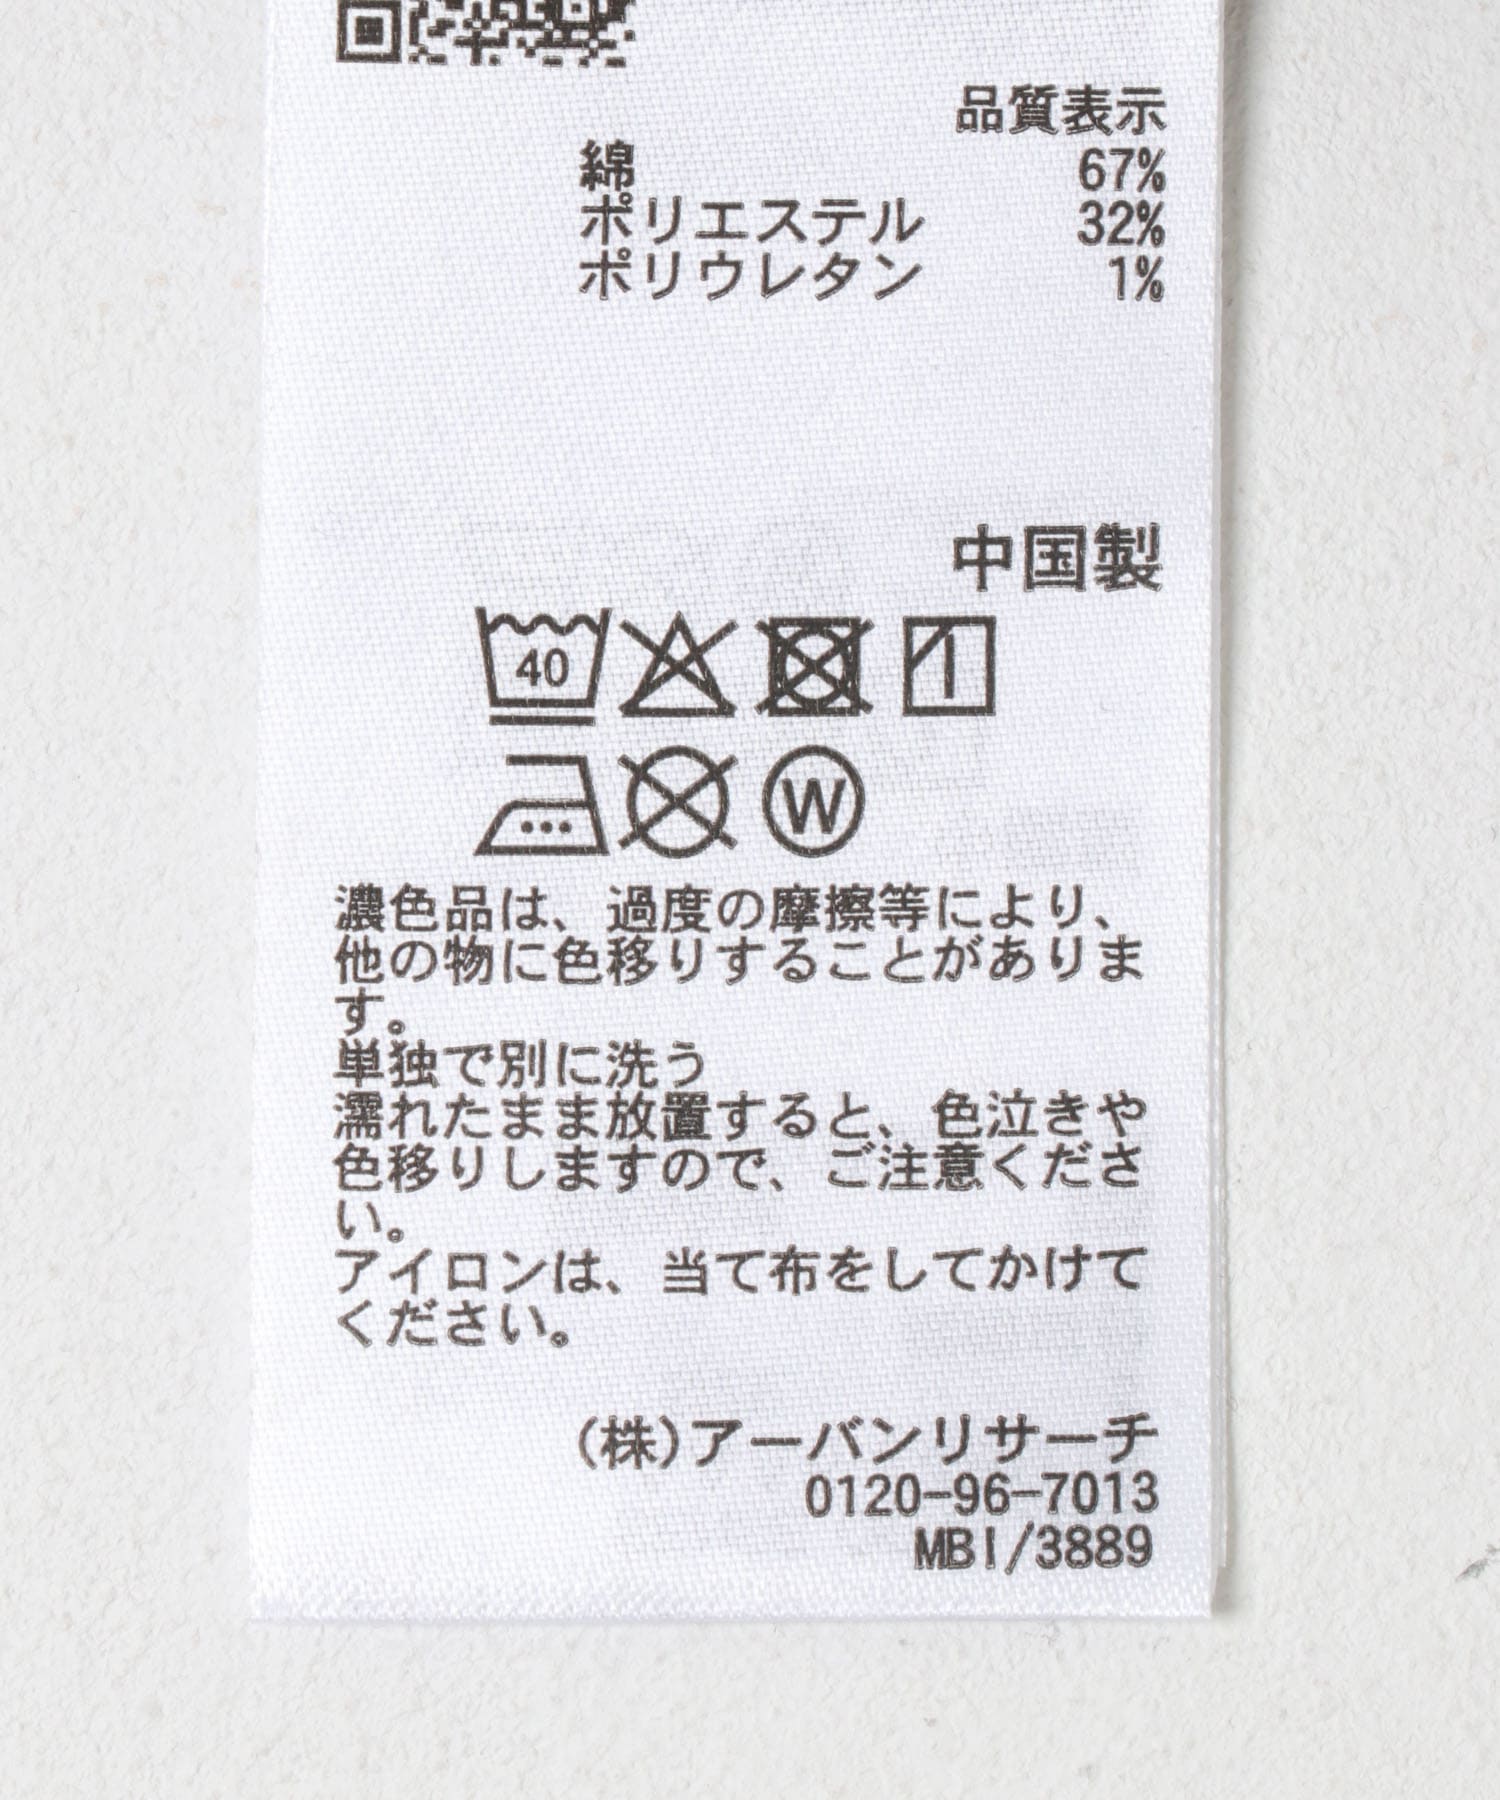 品質表示
綿 67%
ポリエステル 32%
ポリウレタン 1%
中国製
40
W
濃色品は、過度の摩擦等により、
他の物に色移りすることがありま
す。
単独で別に洗う
濡れたまま放置すると、色泣きや
色移りしますので、ご注意くださ
い。
アイロンは、当て布をしてかけて
ください。
(株)アーバンリサーチ
0120-96-7013
MBI/3889